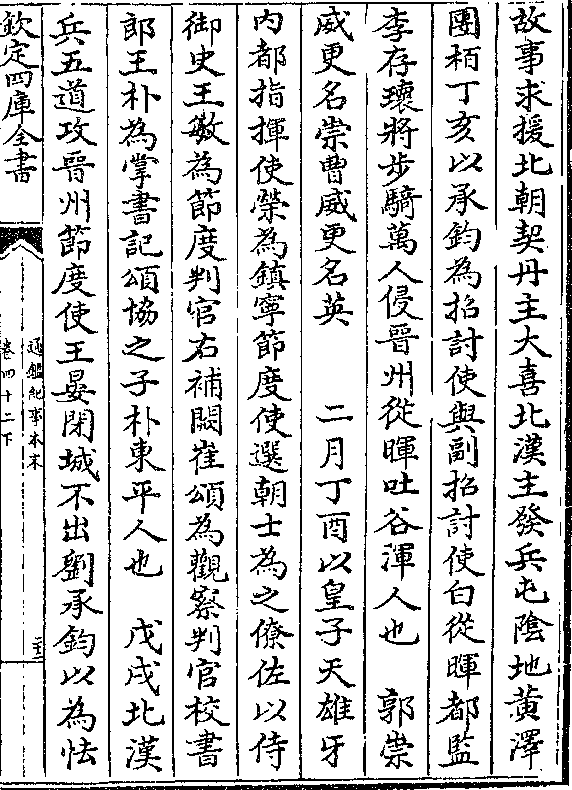 故事求援北朝契丹主大喜北漢主發兵屯陰地黄澤
團栢丁亥以承鈞為招討使與副招討使白從暉都監
李存瓌將步騎萬人侵晉州從暉吐谷渾人也　郭崇
威更名崇曹威更名英　　二月丁酉以皇子天雄牙
内都指揮使榮為鎮寧節度使選朝士為之僚佐以侍
御史王敏為節度判官右補闕崔頌為觀察判官校書
郎王朴為掌書記頌協之子朴東平人也　戊戌北漢
兵五道攻晉州節度使王晏閉城不出劉承鈞以為怯
欽定四庫全書
通鑑紀事本末
卷四十二下